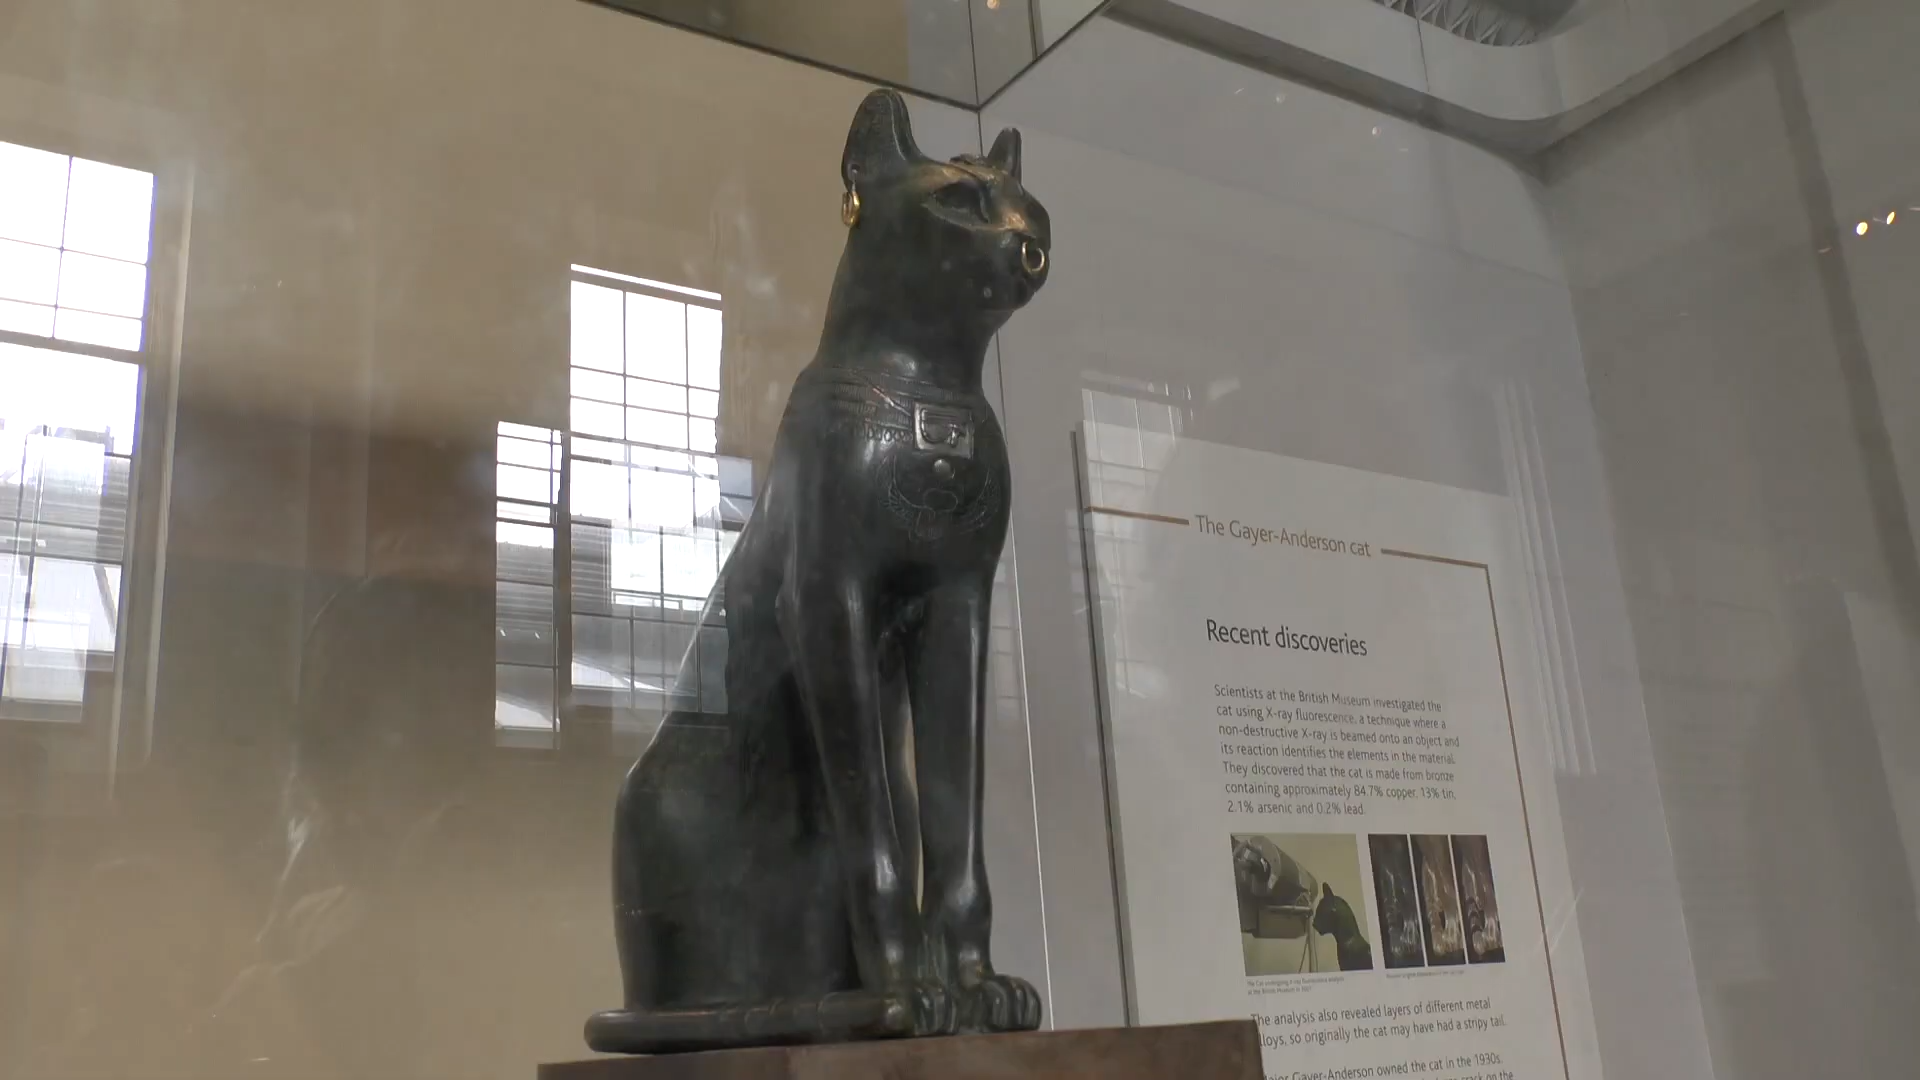 The Gayer-Anderson cat
Recent discoveries
Scientists at the British Museum investigated the
cat using X-ray fluorescence, a technique where a
non-destructive X-ray is beamed onto an object and
its reaction identifies the elements in the material.
They discovered that the cat is made from bronze
containing approximately 84.7% copper, 13% tin,
2.1% arsenic and 0.2% lead.
The analysis also revealed layers of different metal
lloys, so originally the cat may have had a stripy tail.
Gayer-Anderson owned the cat in the 1930s.
crack on the